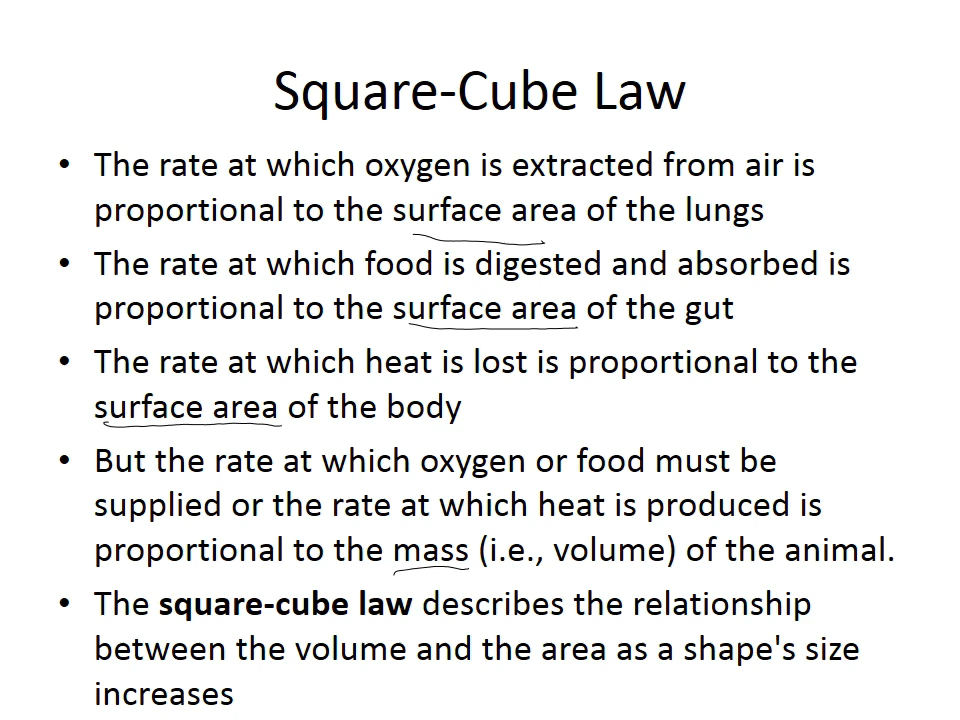 Square-Cube Law
• The rate at which oxygen is extracted from air is
proportional to the surface area of the lungs
• The rate at which food is digested and absorbed is
proportional to the surface area of the gut
• The rate at which heat is lost is proportional to the
surface area of the body
• But the rate at which oxygen or food must be
supplied or the rate at which heat is produced is
proportional to the mass (i.e., volume) of the animal.
• The square-cube law describes the relationship
between the volume and the area as a shape's size
increases